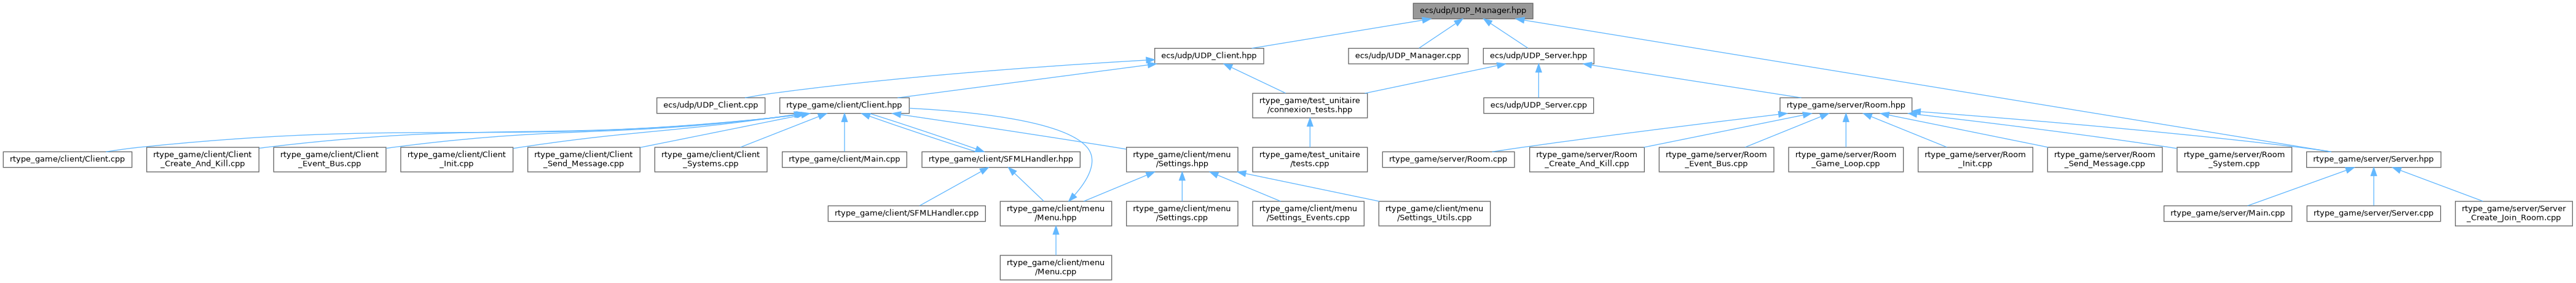 ecs/udp/UDP_Manager.hpp
ecs/udp/UDP_Client.hpp
ecs/udp/UDP_Manager.cpp
ecs/udp/UDP_Server.hpp
ecs/udp/UDP_Client.cpp
rtype_game/client/Client.hpp
rtype_game/test_unitaire
/connexion_tests.hpp
ecs/udp/UDP_Server.cpp
rtype_game/server/Room.hpp
rtype_game/client/Client.cpp
rtype_game/client/Client
_Create_And_Kill.cpp
rtype_game/client/Client
_Event_Bus.cpp
rtype_game/client/Client
_Init.cpp
rtype_game/client/Client
_Send_Message.cpp
rtype_game/client/Client
_Systems.cpp
rtype_game/client/Main.cpp
rtype_game/client/SFMLHandler.hpp
rtype_game/client/menu
/Settings.hpp
rtype_game/test_unitaire
/tests.cpp
rtype_game/server/Room.cpp
rtype_game/server/Room
_Create_And_Kill.cpp
rtype_game/server/Room
_Event_Bus.cpp
rtype_game/server/Room
_Game_Loop.cpp
rtype_game/server/Room
_Init.cpp
rtype_game/server/Room
_Send_Message.cpp
rtype_game/server/Room
_System.cpp
rtype_game/server/Server.hpp
rtype_game/client/SFMLHandler.cpp
rtype_game/client/menu
/Menu.hpp
rtype_game/client/menu
/Settings.cpp
rtype_game/client/menu
/Settings_Events.cpp
rtype_game/client/menu
/Settings_Utils.cpp
rtype_game/server/Main.cpp
rtype_game/server/Server.cpp
rtype_game/server/Server
_Create_Join_Room.cpp
rtype_game/client/menu
/Menu.cpp